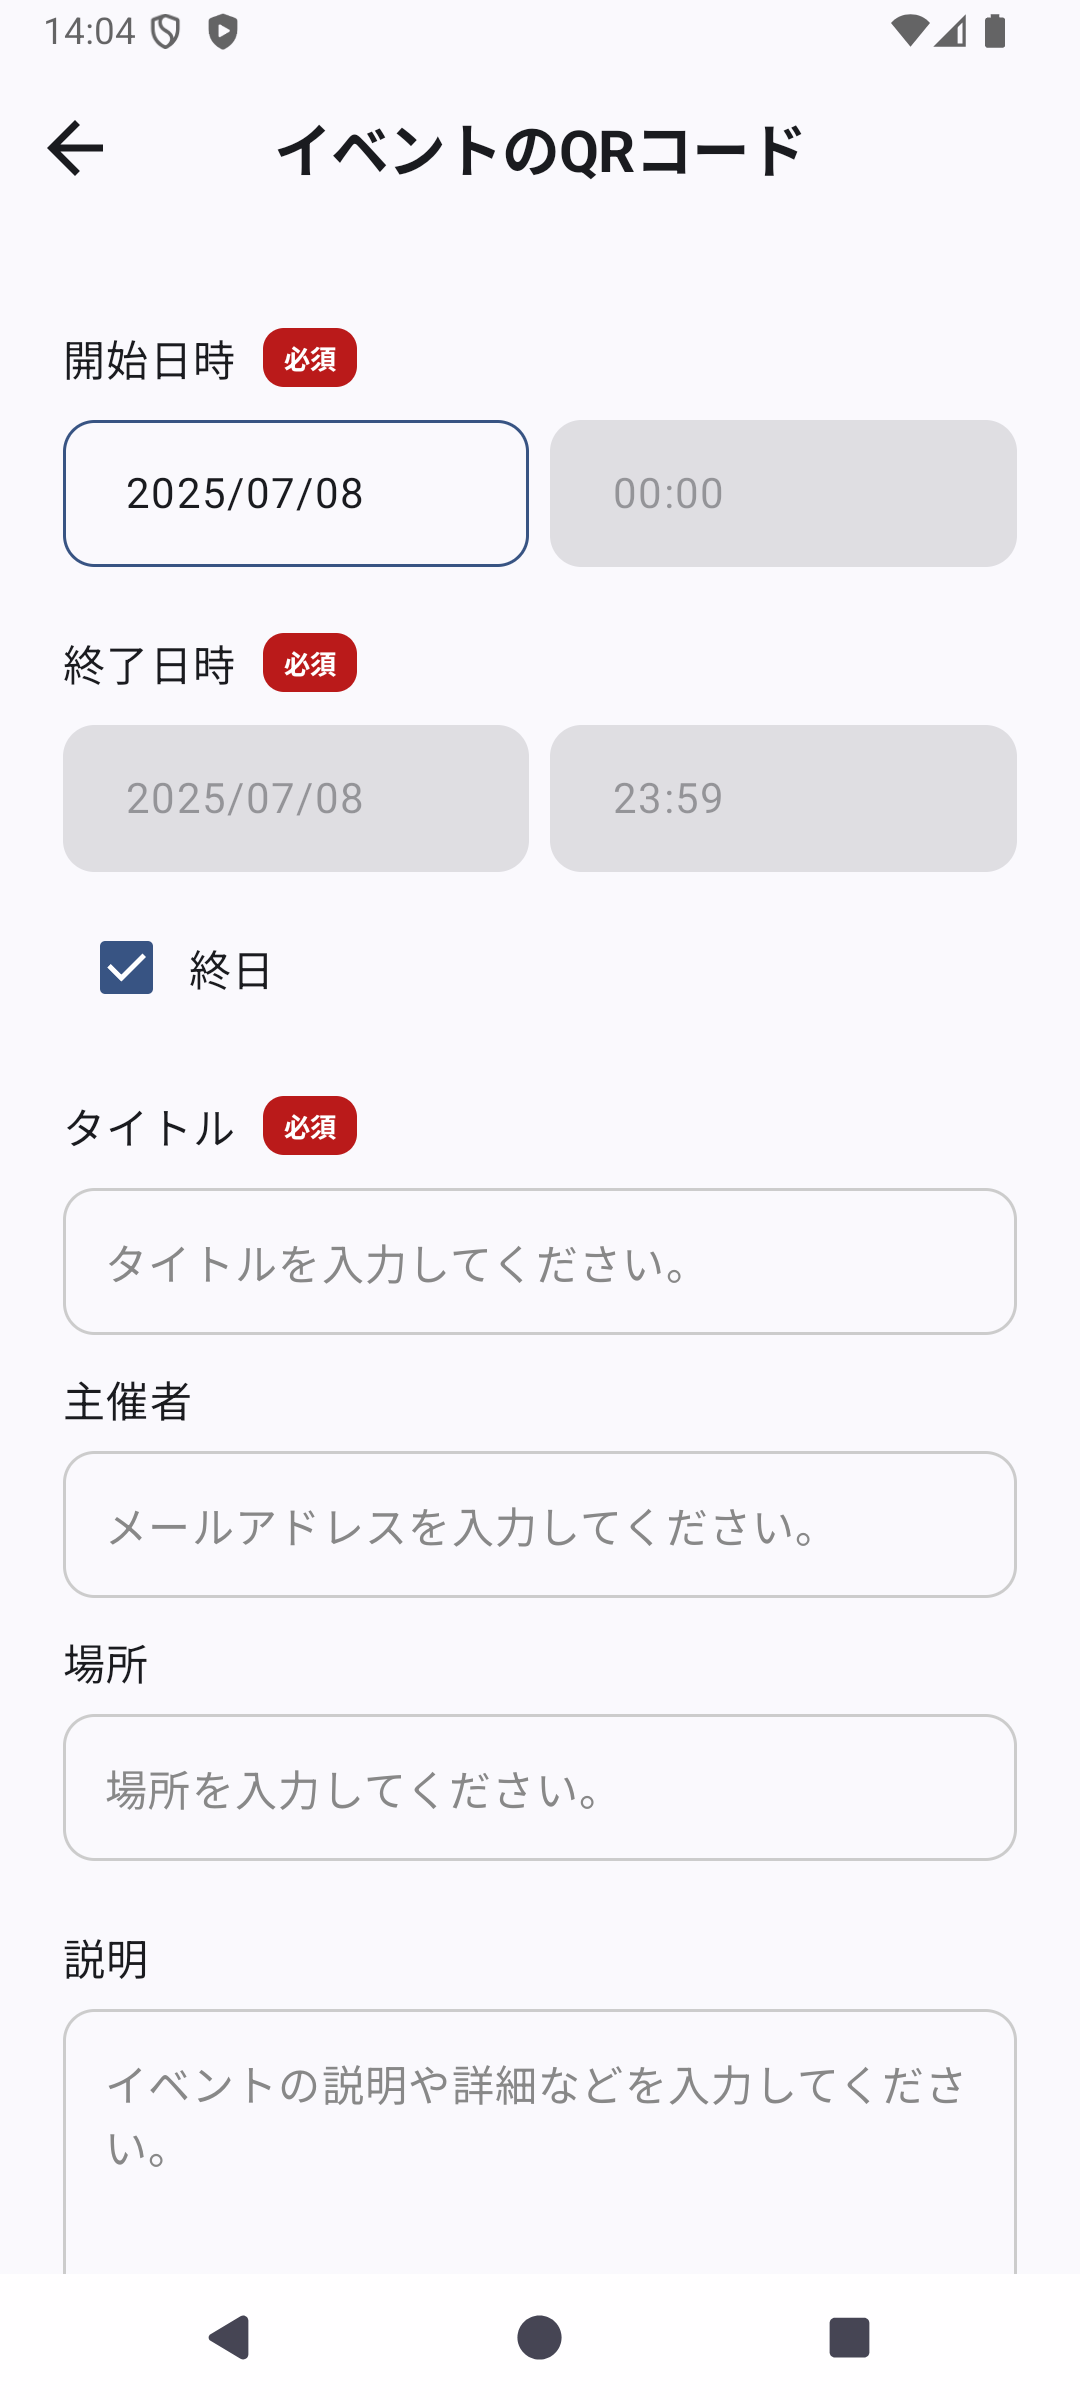 14:04
イベントのQRコード
開始日時 必須
2025/07/08 00:00
終了日時 必須
2025/07/08 23:59
終日
タイトル 必須
タイトルを入力してください。
主催者
メールアドレスを入力してください。
場所
場所を入力してください。
説明
イベントの説明や詳細などを入力してくださ
い。